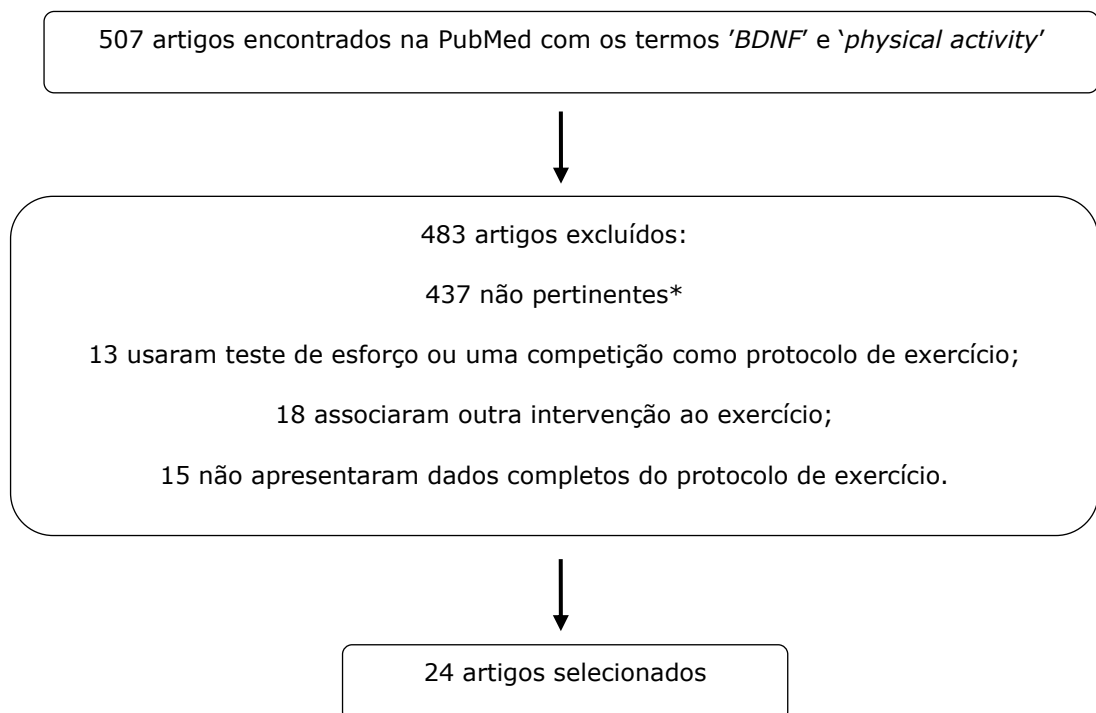 507 artigos encontrados na PubMed com os termos ’BDNF’ e ‘physical activity’
483 artigos excluídos:
437 não pertinentes*
13 usaram teste de esforço ou uma competição como protocolo de exercício;
18 associaram outra intervenção ao exercício;
15 não apresentaram dados completos do protocolo de exercício.
24 artigos selecionados